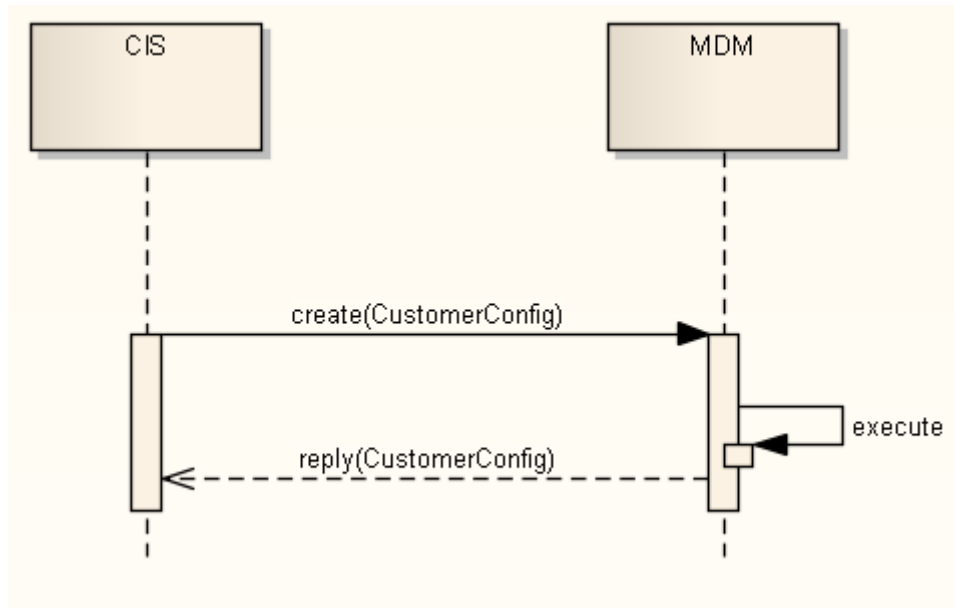 CIS
MDM
create(CustomerConfig)
execute
reply(CustomerConfig)